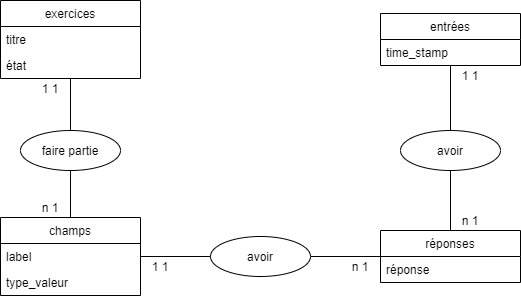 exercices
titre
état
1 1
faire partie
n 1
champs
label
type_valeur
1 1
avoir
n 1
entrées
time_stamp
1 1
avoir
n 1
réponses
réponse